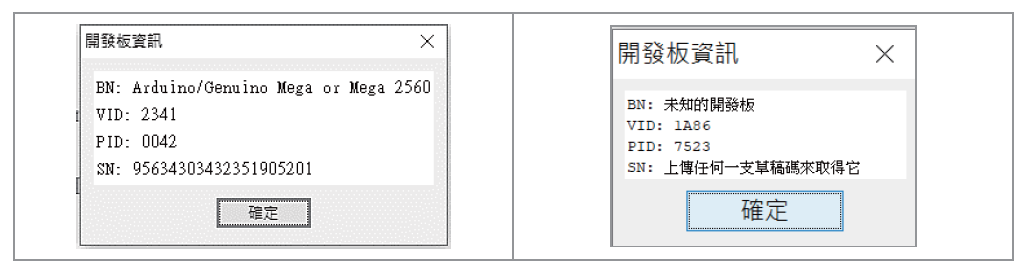 開發板資訊
BN: Arduino/Genuino Mega or Mega 2560
VID: 2341
PID: 0042
SN: 95634303432351905201
確定
開發板資訊
BN: 未知的開發板
VID: 1A86
PID: 7523
SN: 上傳任何一支草稿碼來取得它
確定